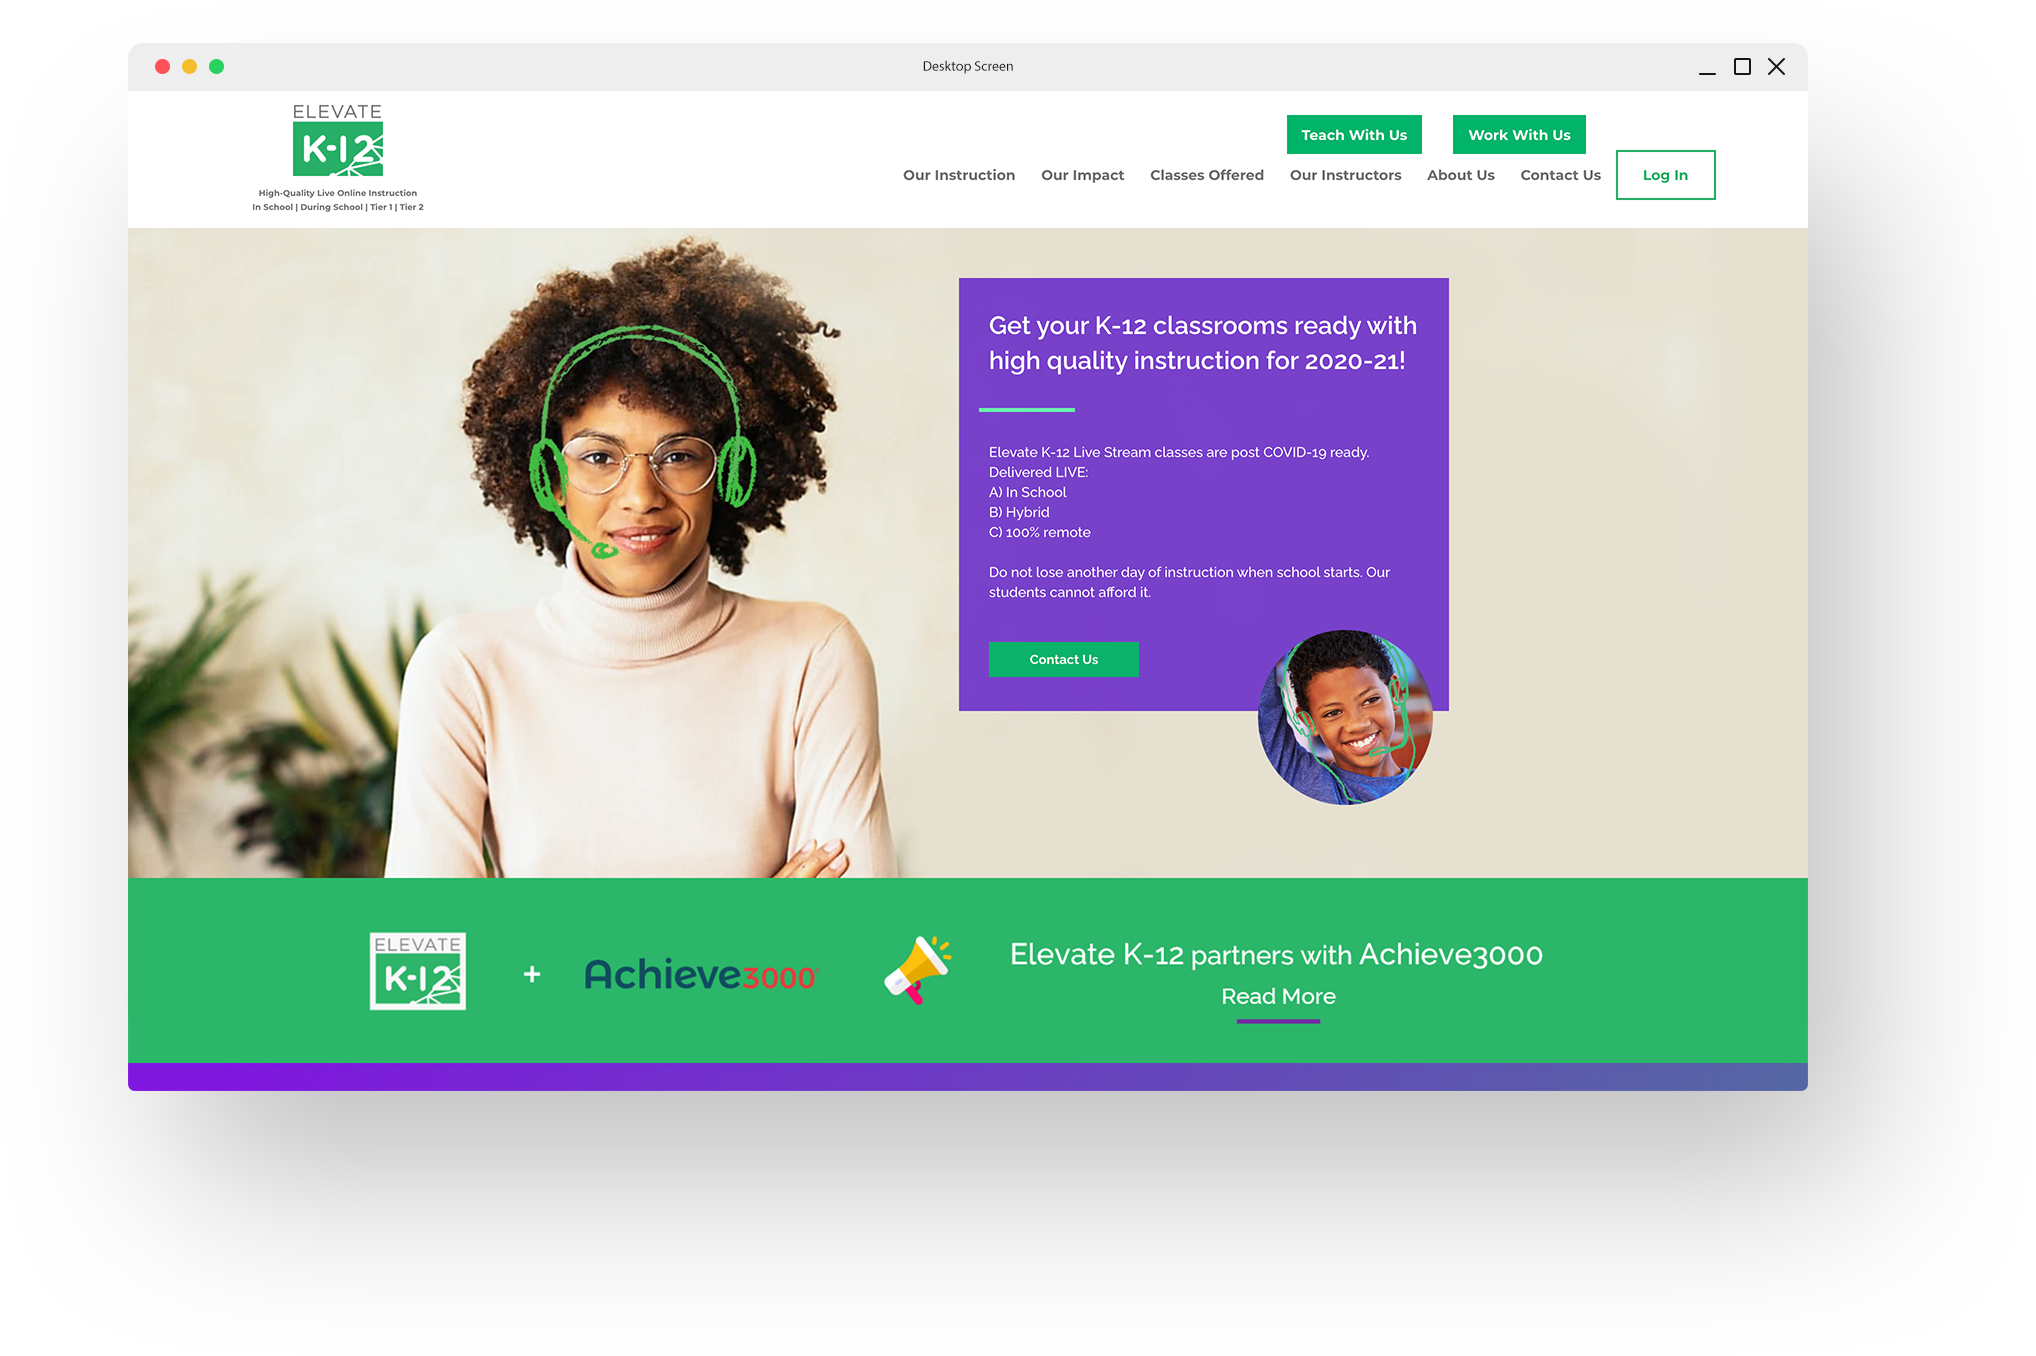 Desktop Screen
ELEVATE
K-12
High-Quality Live Online Instruction
In School | During School | Tier 1 | Tier 2
Teach With Us
Work With Us
Our Instruction
Our Impact
Classes Offered
Our Instructors
About Us
Contact Us
Log In
Get your K-12 classrooms ready with
high quality instruction for 2020-21!
Elevate K-12 Live Stream classes are post COVID-19 ready.
Delivered LIVE:
A) In School
B) Hybrid
C) 100% remote
Do not lose another day of instruction when school starts. Our
students cannot afford it.
Contact Us
ELEVATE
K-12
+
Achieve3000
Elevate K-12 partners with Achieve3000
Read More